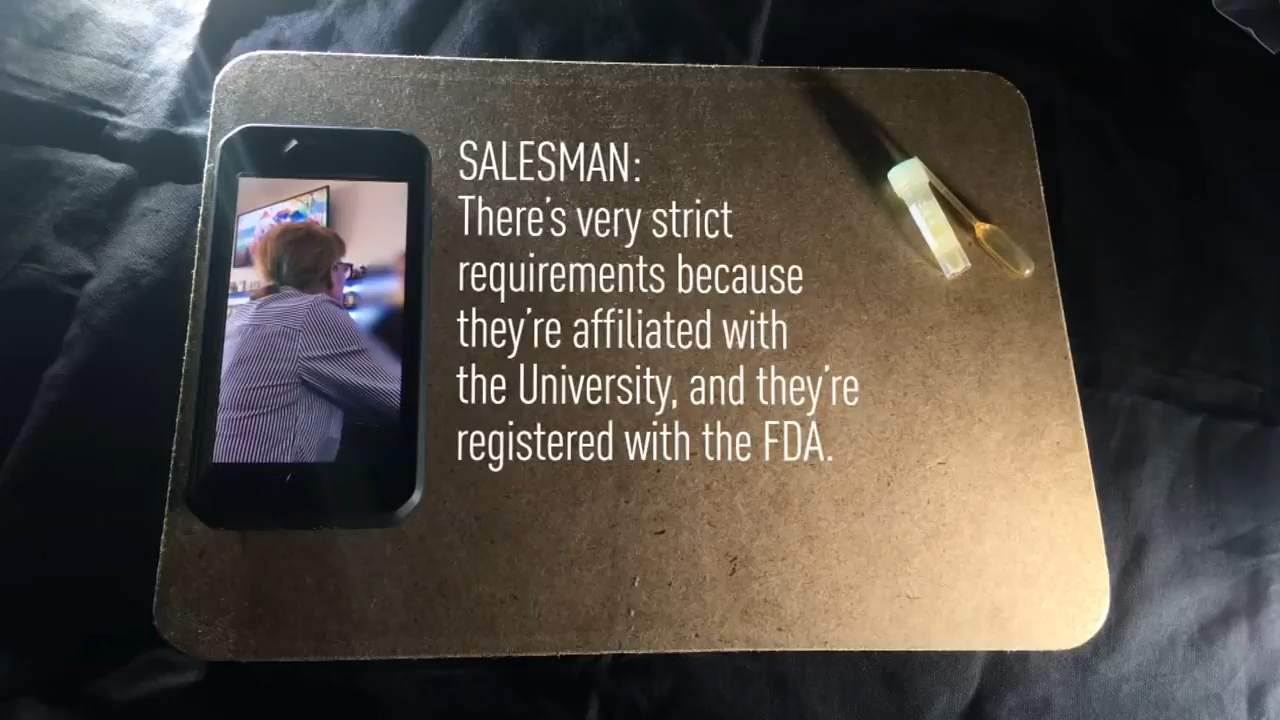 SALESMAN:
There's very strict
requirements because
they're affiliated with
the University, and they're
registered with the FDA.